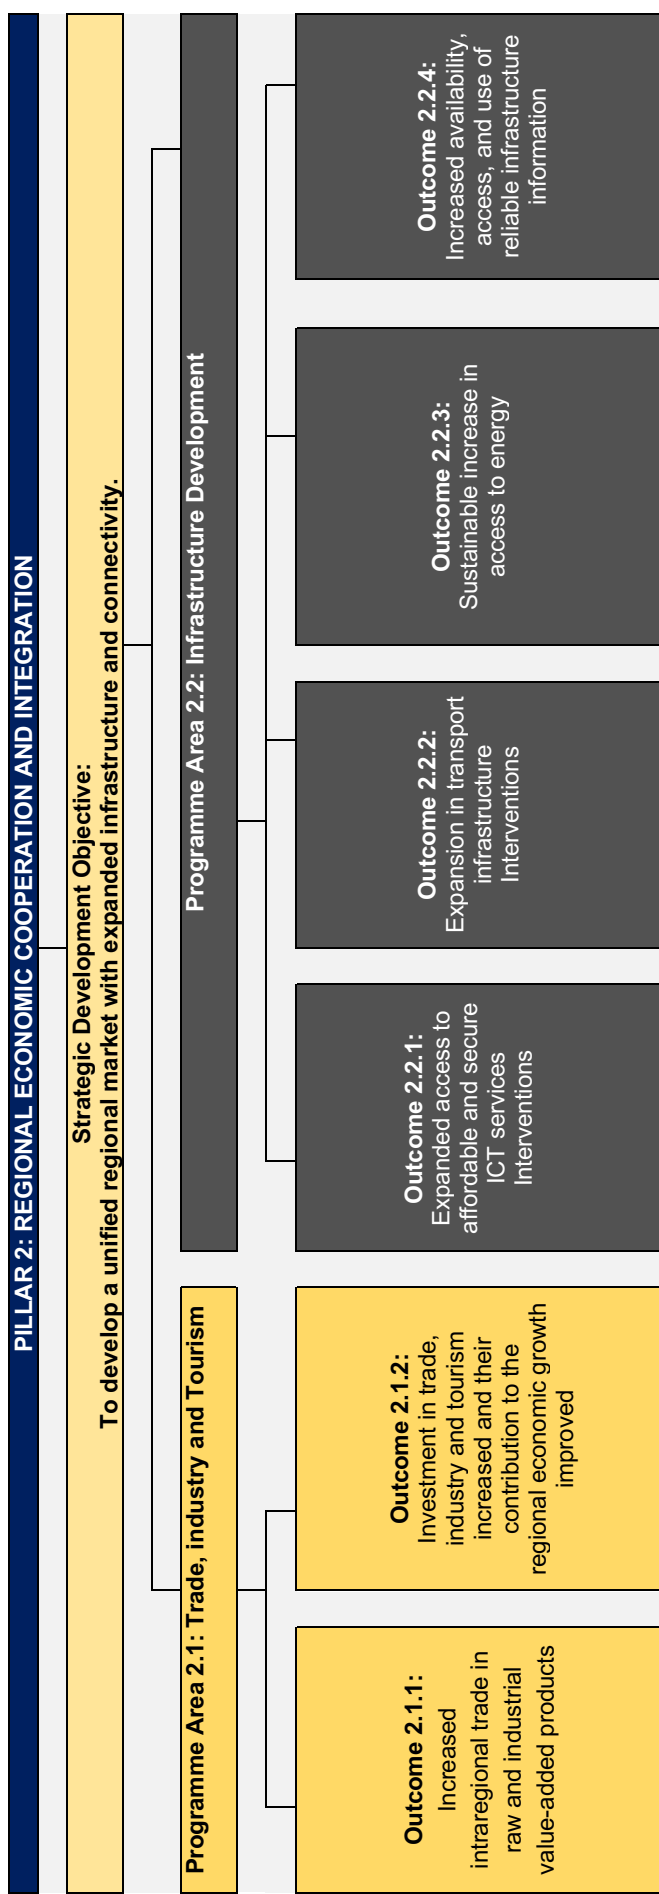 PILLAR 2: REGIONAL ECONOMIC COOPERATION AND INTEGRATION
Strategic Development Objective:
To develop a unified regional market with expanded infrastructure and connectivity.
Programme Area 2.1: Trade, industry and Tourism
Programme Area 2.2: Infrastructure Development
Outcome 2.1.1:
Increased
intraregional trade in
raw and industrial
value-added products
Outcome 2.1.2:
Investment in trade,
industry and tourism
increased and their
contribution to the
regional economic growth
improved
Outcome 2.2.1:
Expanded access to
affordable and secure
ICT services
Interventions
Outcome 2.2.2:
Expansion in transport
infrastructure
Interventions
Outcome 2.2.3:
Sustainable increase in
access to energy
Outcome 2.2.4:
Increased availability,
access, and use of
reliable infrastructure
information